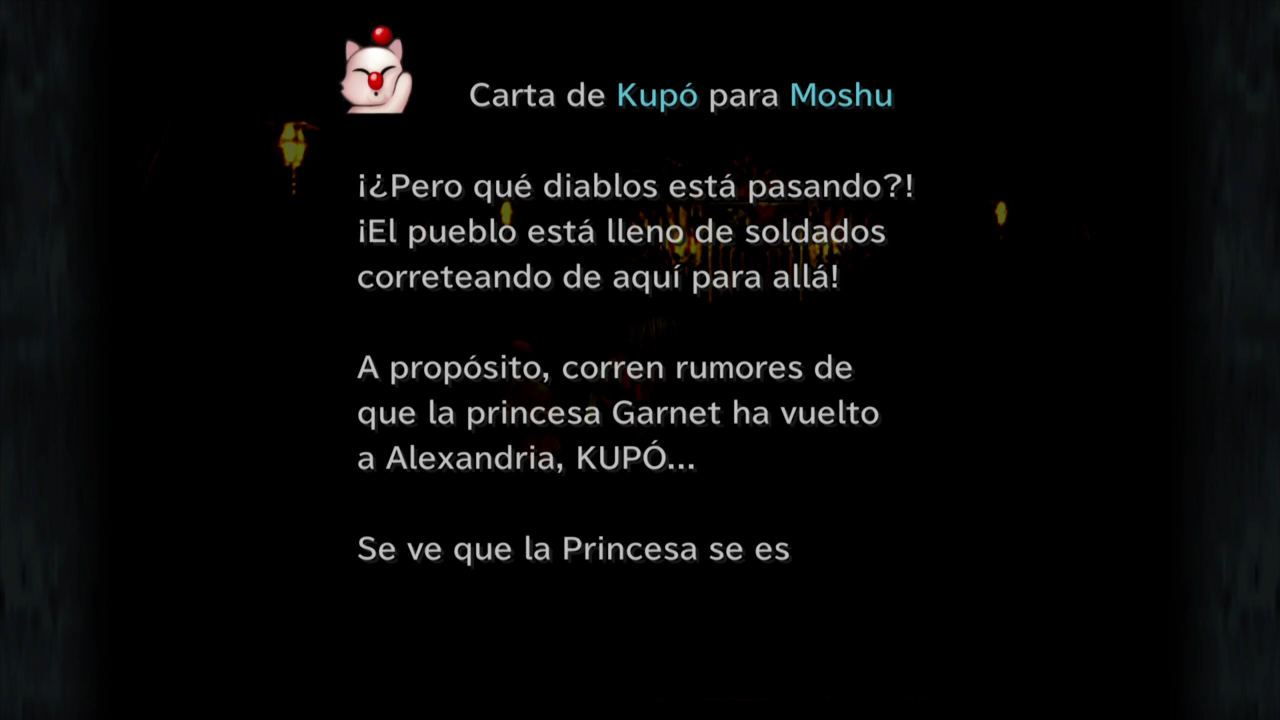 Carta de Kupó para Moshu
¡¿Pero qué diablos está pasando?!
¡El pueblo está lleno de soldados
correteando de aquí para allá!
A propósito, corren rumores de
que la princesa Garnet ha vuelto
a Alexandria, KUPÓ...
Se ve que la Princesa se es